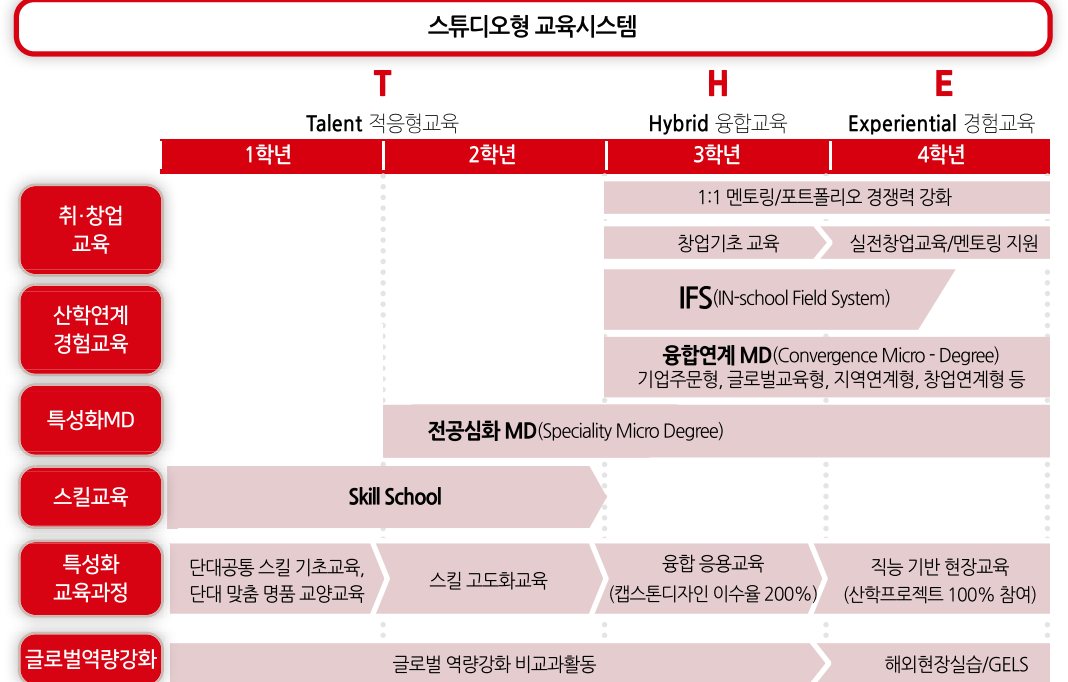 스튜디오형 교육시스템
T
H
E
Talent 적응형교육
Hybrid 융합교육
Experiential 경험교육
1학년
2학년
3학년
4학년
취·창업
교육
1:1 멘토링/포트폴리오 경쟁력 강화
창업기초 교육
실전창업교육/멘토링 지원
산학연계
경험교육
IFS(IN-school Field System)
융합연계 MD(Convergence Micro - Degree)
기업주문형, 글로벌교육형, 지역연계형, 창업연계형 등
특성화MD
전공심화 MD(Speciality Micro Degree)
스킬교육
Skill School
특성화
교육과정
단대공통 스킬 기초교육,
단대 맞춤 명품 교양교육
스킬 고도화교육
융합 응용교육
(캡스톤디자인 이수율 200%)
직능 기반 현장교육
(산학프로젝트 100% 참여)
글로벌역량강화
글로벌 역량강화 비교과활동
해외현장실습/GELS